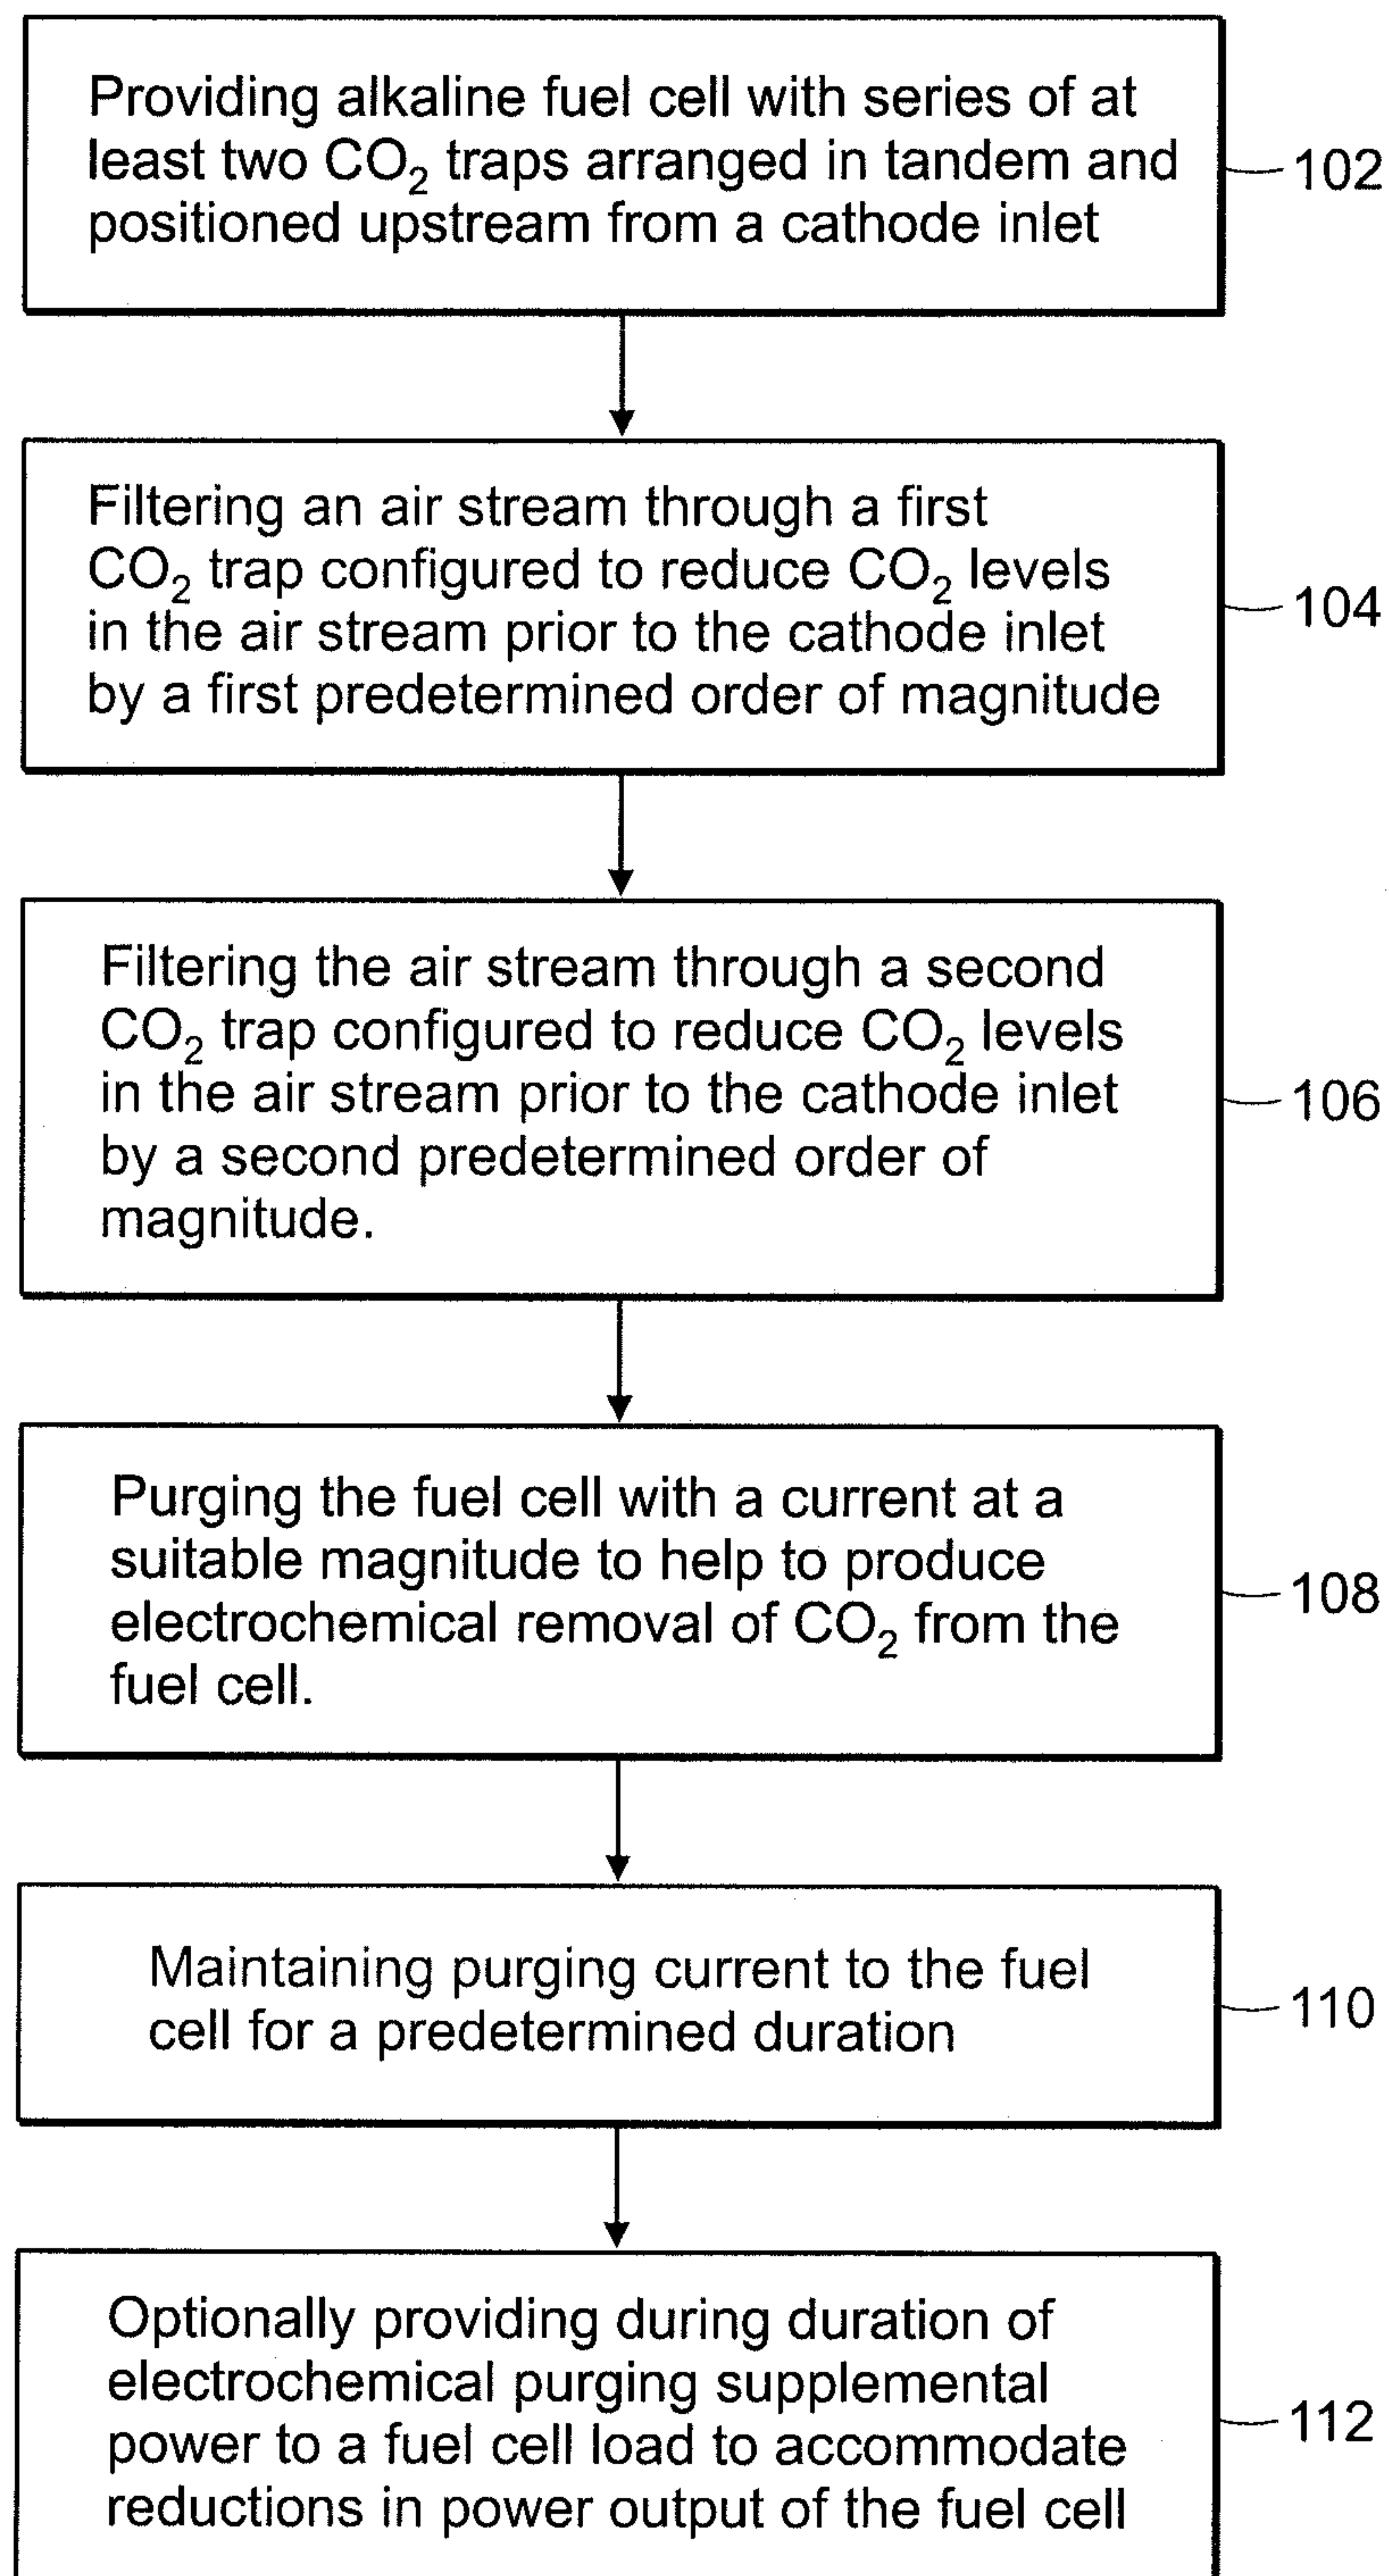 Providing alkaline fuel cell with series of at
least two CO₂ traps arranged in tandem and
positioned upstream from a cathode inlet
102
Filtering an air stream through a first
CO₂ trap configured to reduce CO₂ levels
in the air stream prior to the cathode inlet
by a first predetermined order of magnitude
104
Filtering the air stream through a second
CO₂ trap configured to reduce CO₂ levels
in the air stream prior to the cathode inlet
by a second predetermined order of
magnitude.
106
Purging the fuel cell with a current at a
suitable magnitude to help to produce
electrochemical removal of CO₂ from the
fuel cell.
108
Maintaining purging current to the fuel
cell for a predetermined duration
110
Optionally providing during duration of
electrochemical purging supplemental
power to a fuel cell load to accommodate
reductions in power output of the fuel cell
112